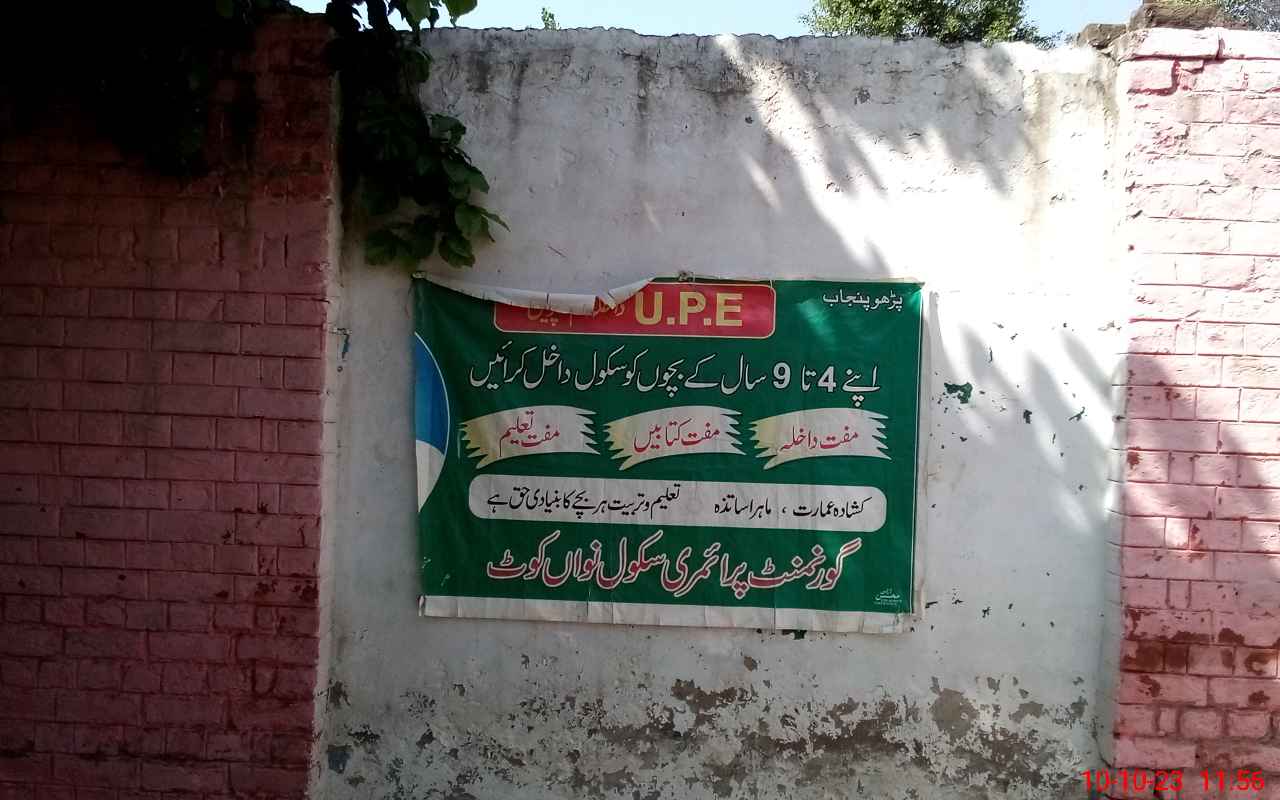 پڑھو پنجاب
U.P.E
اپنے 4 تا 9 سال کے بچوں کو سکول داخل کرائیں
مفت داخلہ مفت کتابیں مفت تعلیم
کشادہ عمارت ، ماہر اساتذہ تعلیم و تربیت ہر بچے کا بنیادی حق ہے
گورنمنٹ پرائمری سکول نواں کوٹ
10-10-23 11:56